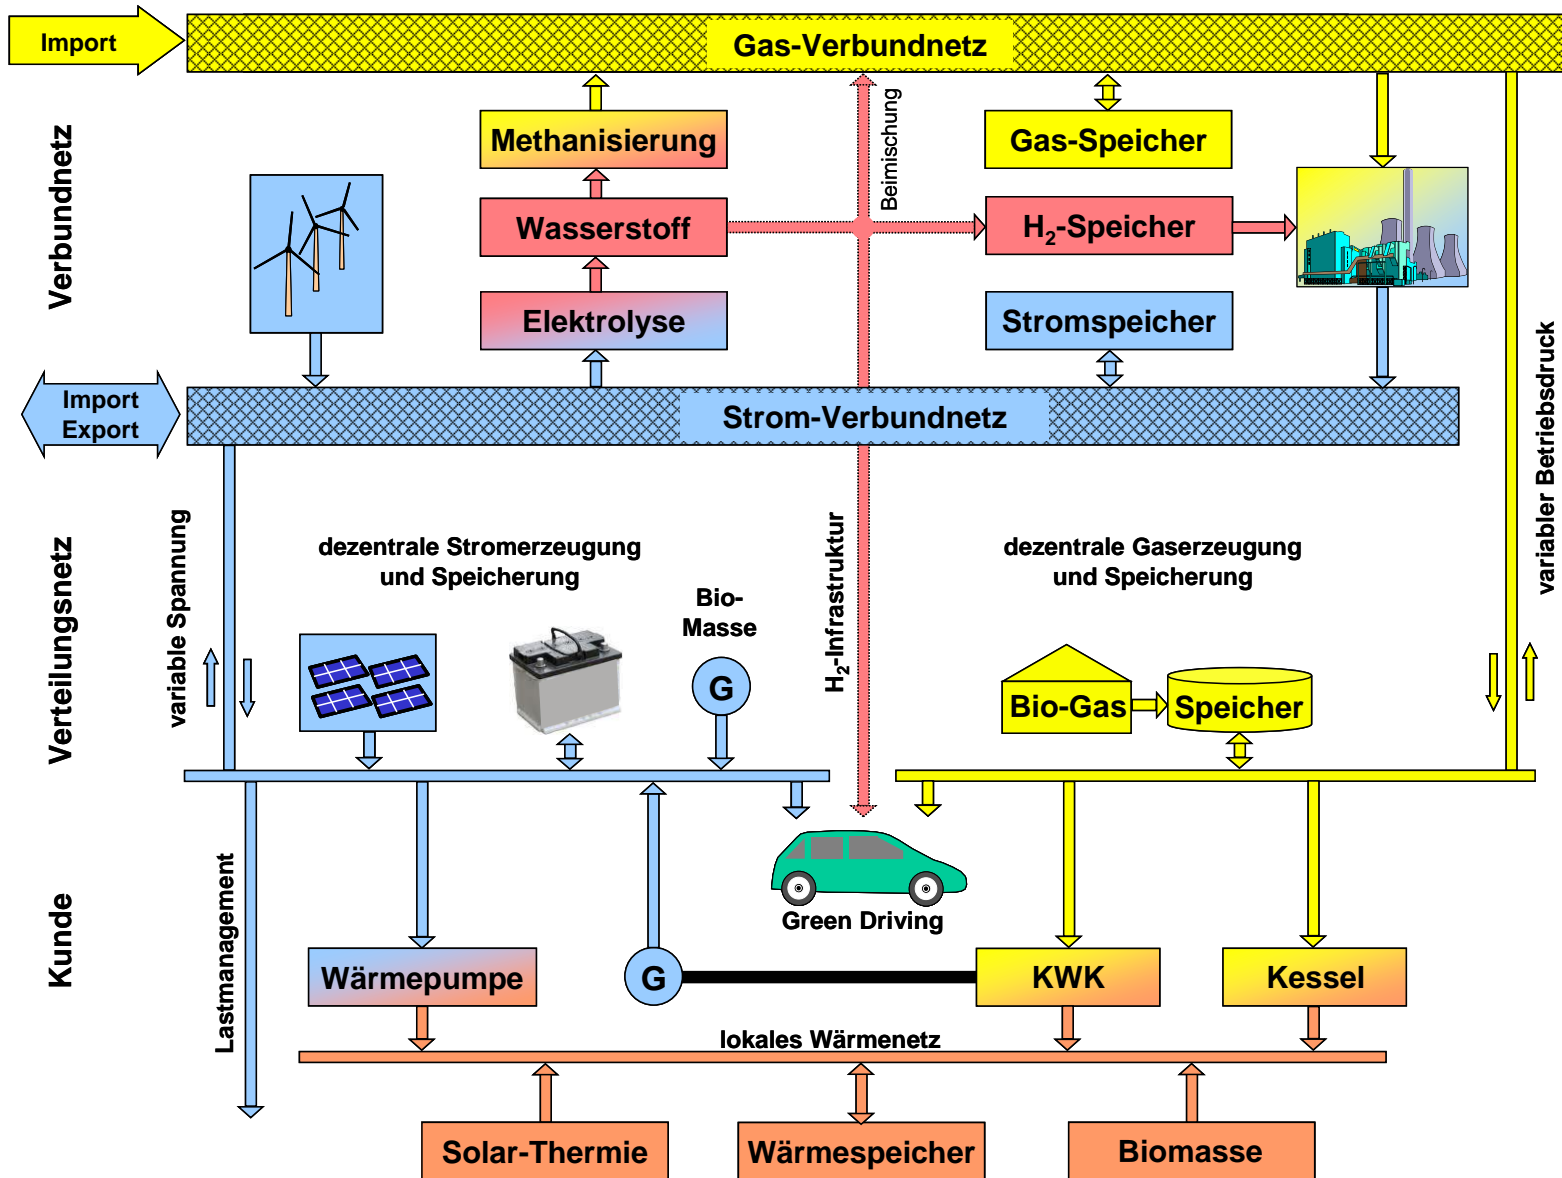 Import
Gas-Verbundnetz
Verbundnetz
Methanisierung
Beimischung
Gas-Speicher
Wasserstoff
H₂-Speicher
Elektrolyse
Stromspeicher
variabler Betriebsdruck
Import
Export
Strom-Verbundnetz
Verteilungsnetz
variable Spannung
dezentrale Stromerzeugung
und Speicherung
Bio-
Masse
G
H₂-Infrastruktur
dezentrale Gaserzeugung
und Speicherung
Bio-Gas
Speicher
Kunde
Lastmanagement
Green Driving
Wärmepumpe
G
KWK
Kessel
lokales Wärmenetz
Solar-Thermie
Wärmespeicher
Biomasse